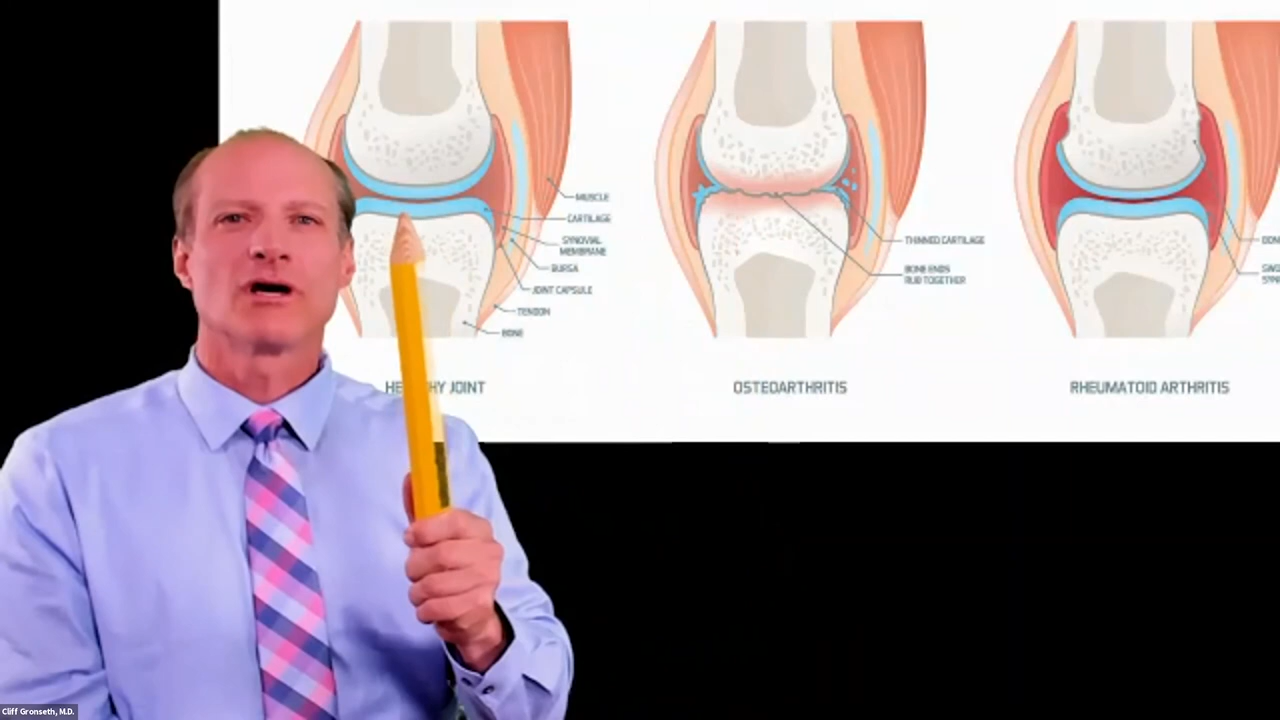 MUSCLE
CARTILAGE
SYNOVIAL
MEMBRANE
BURSA
JOINT CAPSULE
TENDON
BONE
THINNED CARTILAGE
BONE ENDS
RUB TOGETHER
HY JOINT
OSTEOARTHRITIS
RHEUMATOID ARTHRITIS
Cliff Gronseth, M.D.